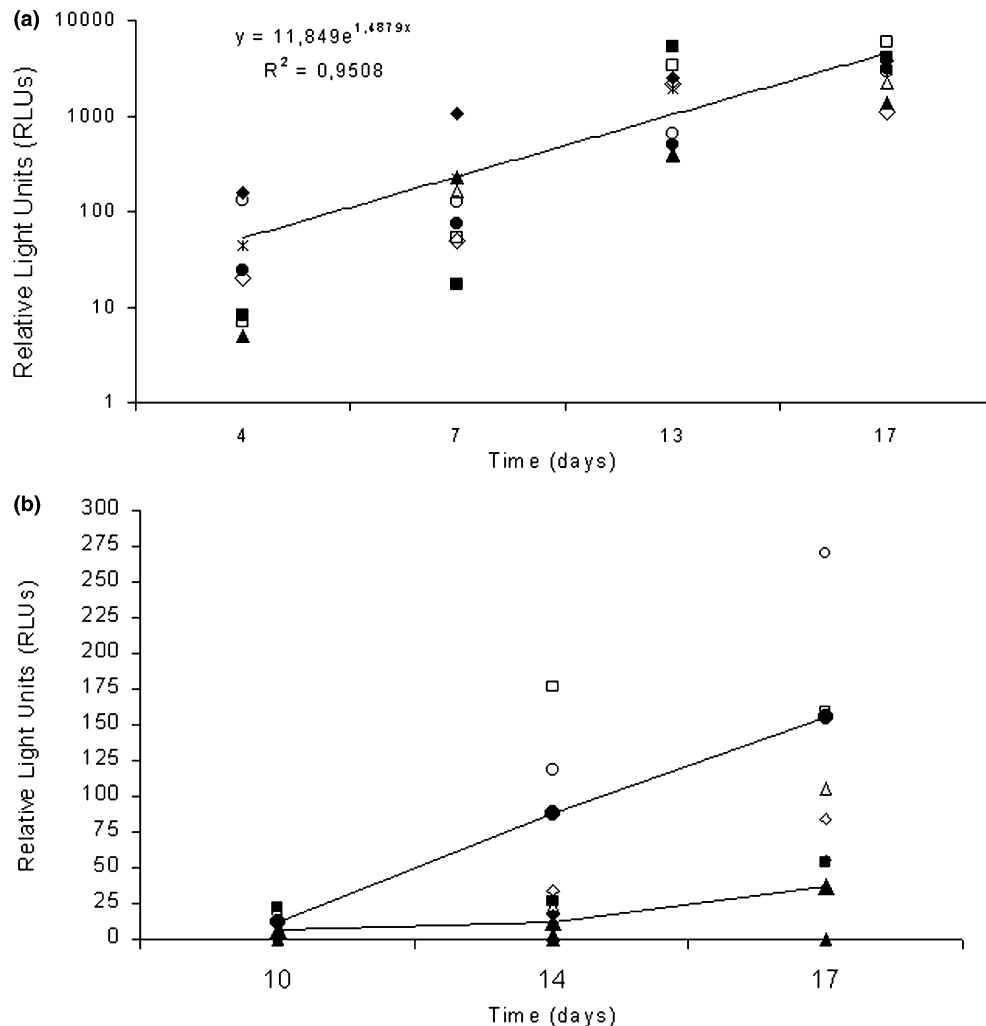 (a)
y = 11,849e^1,4879x
R² = 0,9508
10000
1000
100
10
1
Relative Light Units (RLUs)
4 7 13 17
Time (days)
(b)
300
275
250
225
200
175
150
125
100
75
50
25
0
Relative Light Units (RLUs)
10 14 17
Time (days)